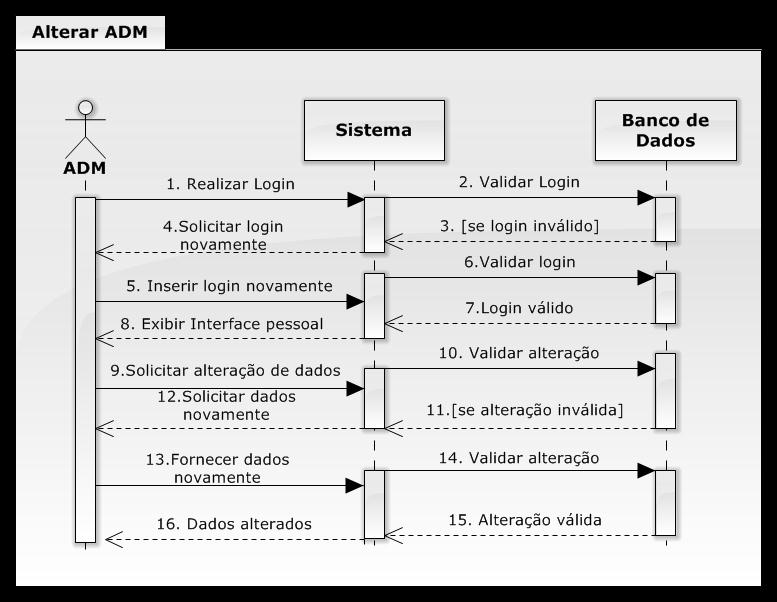 Alterar ADM
ADM
Sistema
Banco de
Dados
1. Realizar Login
2. Validar Login
3. [se login inválido]
4.Solicitar login
novamente
5. Inserir login novamente
6.Validar login
7.Login válido
8. Exibir Interface pessoal
9.Solicitar alteração de dados
10. Validar alteração
11.[se alteração inválida]
12.Solicitar dados
novamente
13.Fornecer dados
novamente
14. Validar alteração
15. Alteração válida
16. Dados alterados